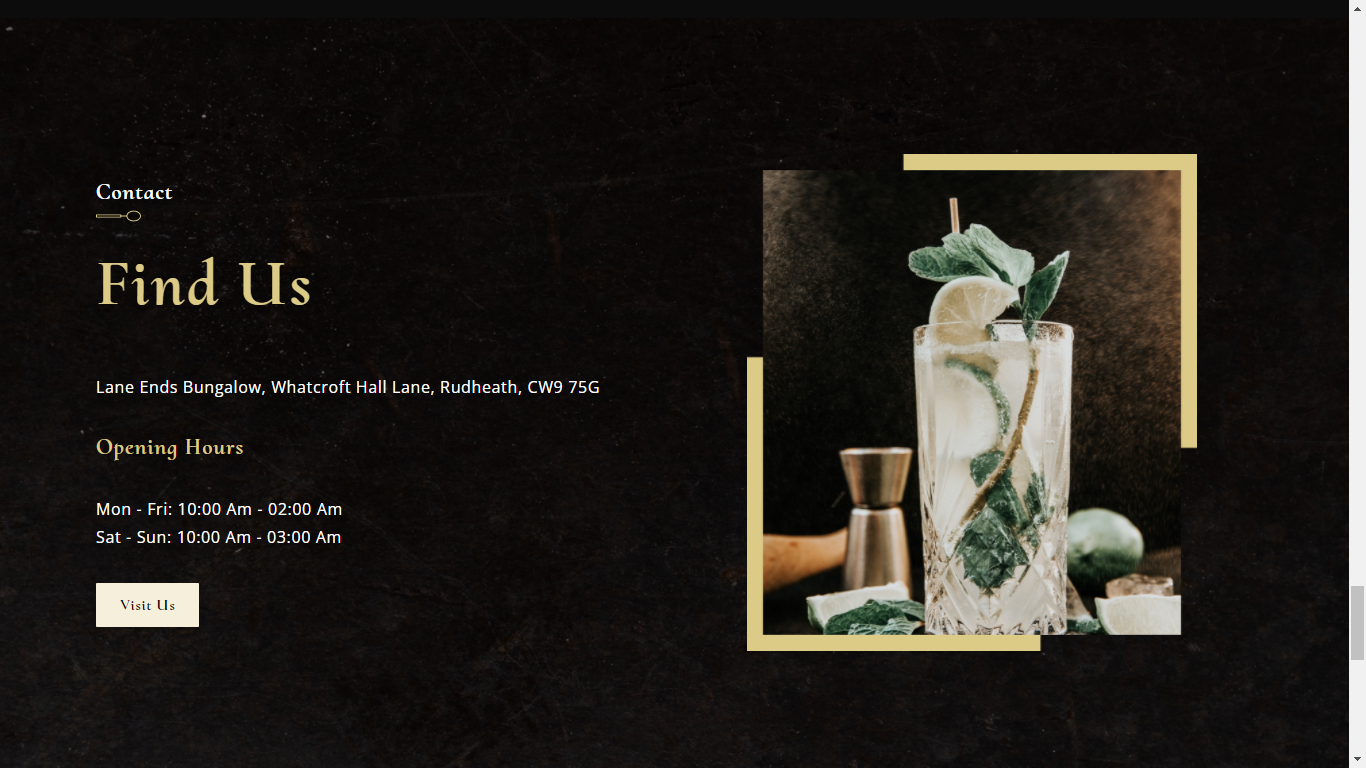 Contact
Find Us
Lane Ends Bungalow, Whatcroft Hall Lane, Rudheath, CW9 75G
Opening Hours
Mon - Fri: 10:00 Am - 02:00 Am
Sat - Sun: 10:00 Am - 03:00 Am
Visit Us